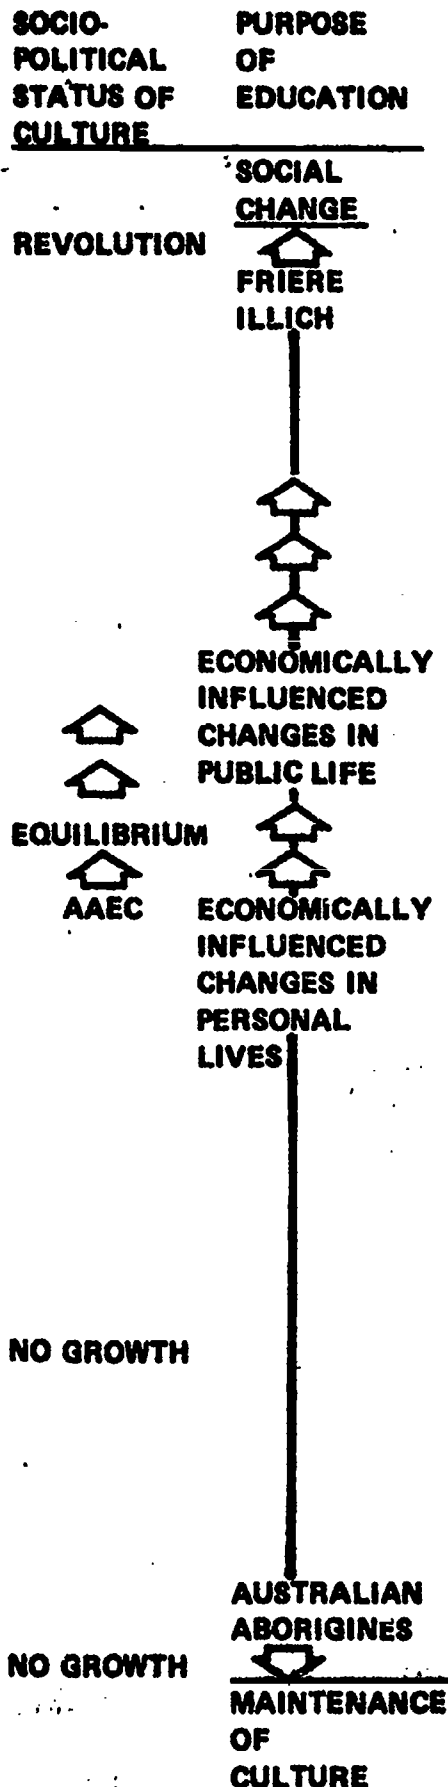 SOCIO-
POLITICAL
STATUS OF
CULTURE
PURPOSE
OF
EDUCATION
SOCIAL
CHANGE
REVOLUTION
FRIERE
ILLICH
ECONOMICALLY
INFLUENCED
CHANGES IN
PUBLIC LIFE
EQUILIBRIUM
AAEC
ECONOMICALLY
INFLUENCED
CHANGES IN
PERSONAL
LIVES
NO GROWTH
AUSTRALIAN
ABORIGINES
NO GROWTH
MAINTENANCE
OF
CULTURE